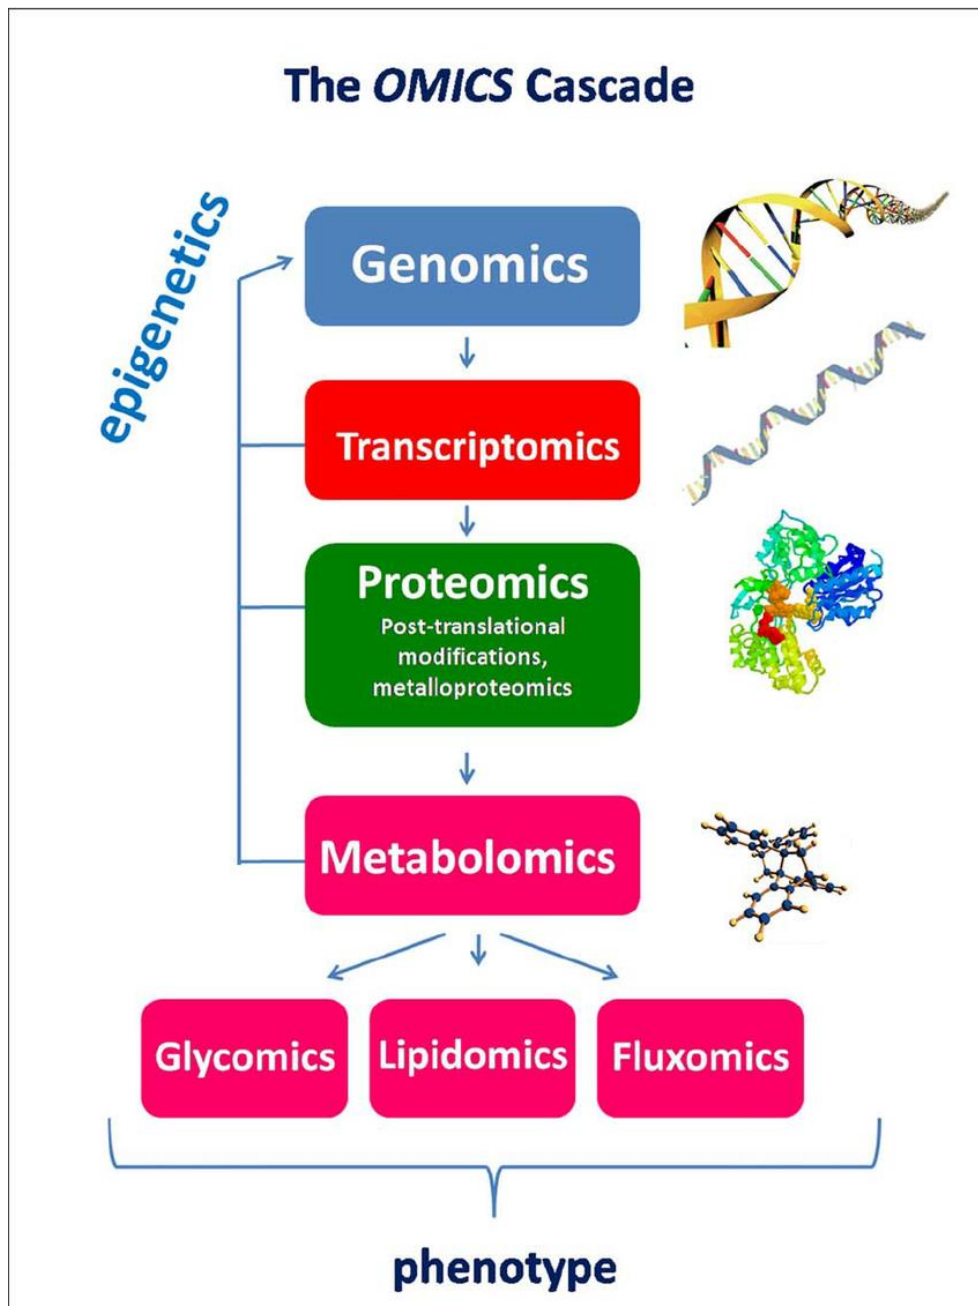 The OMICS Cascade
epigenetics
Genomics
Transcriptomics
Proteomics
Post-translational
modifications,
metalloproteomics
Metabolomics
Glycomics
Lipidomics
Fluxomics
phenotype